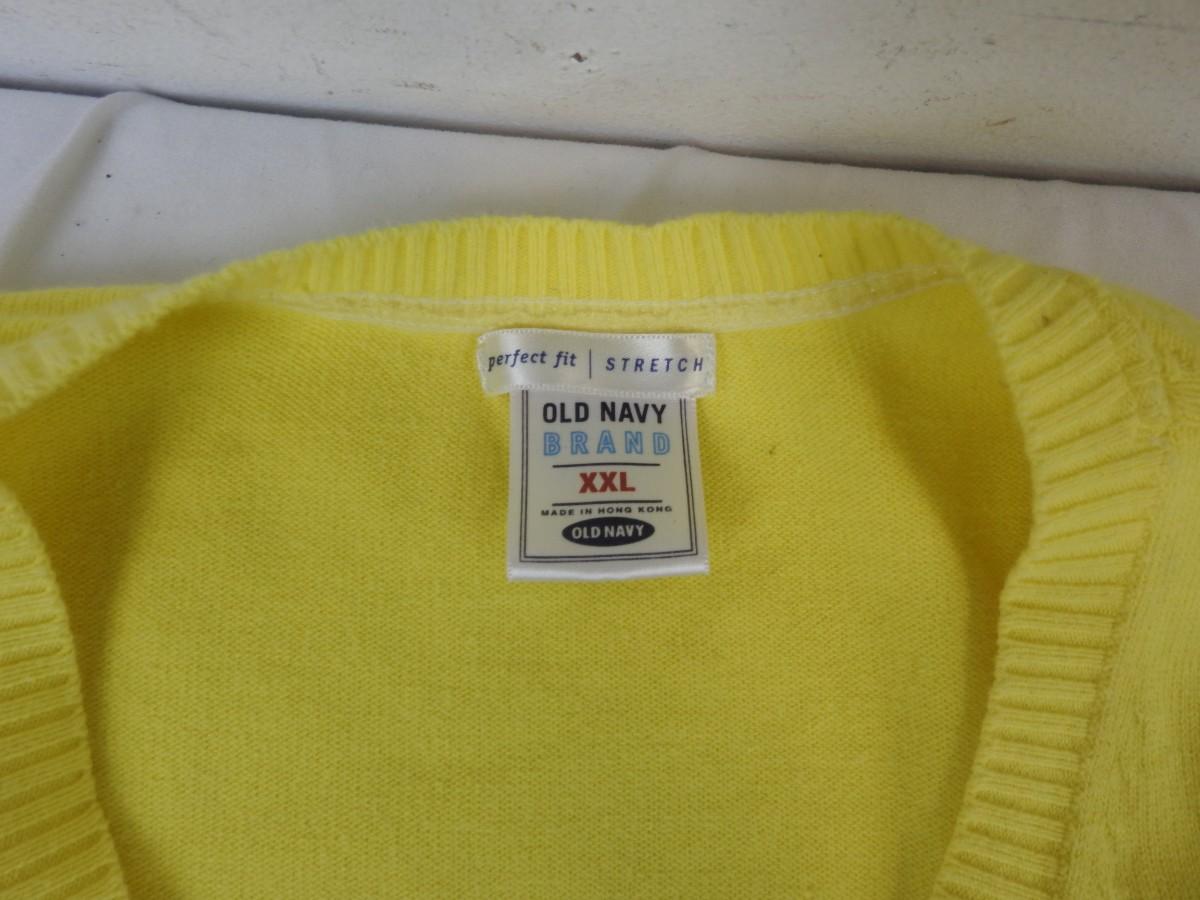 perfect fit | STRETCH
OLD NAVY
BRAND
XXL
MADE IN HONG KONG
OLD NAVY